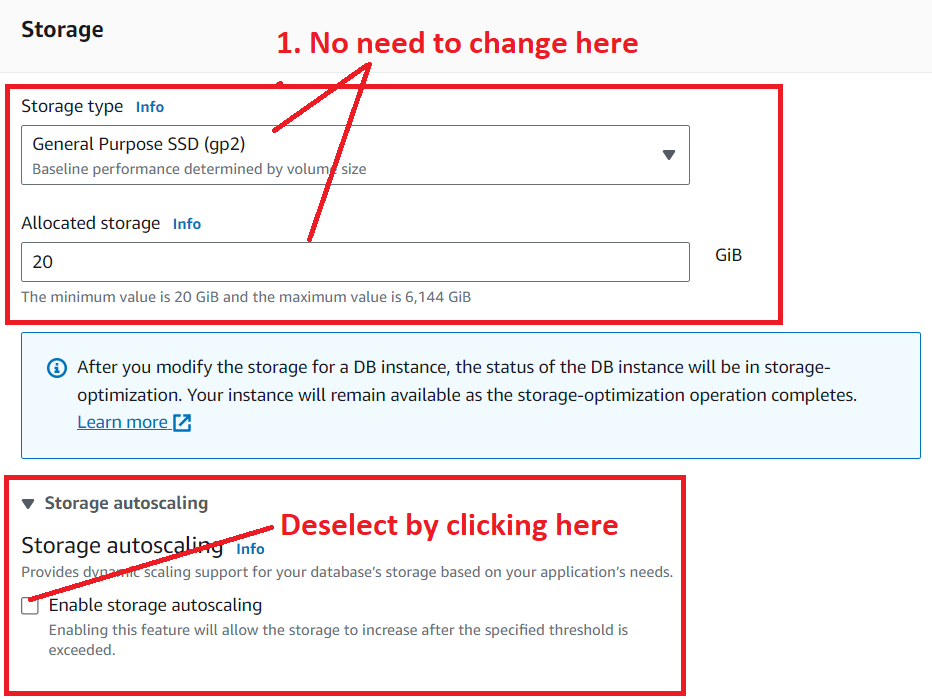 Storage
1. No need to change here
Storage type Info
General Purpose SSD (gp2)
Baseline performance determined by volume size
Allocated storage Info
20
GiB
The minimum value is 20 GiB and the maximum value is 6,144 GiB
After you modify the storage for a DB instance, the status of the DB instance will be in storage-
optimization. Your instance will remain available as the storage-optimization operation completes.
Learn more
Storage autoscaling
Deselect by clicking here
Storage autoscaling Info
Provides dynamic scaling support for your database’s storage based on your application’s needs.
Enable storage autoscaling
Enabling this feature will allow the storage to increase after the specified threshold is
exceeded.